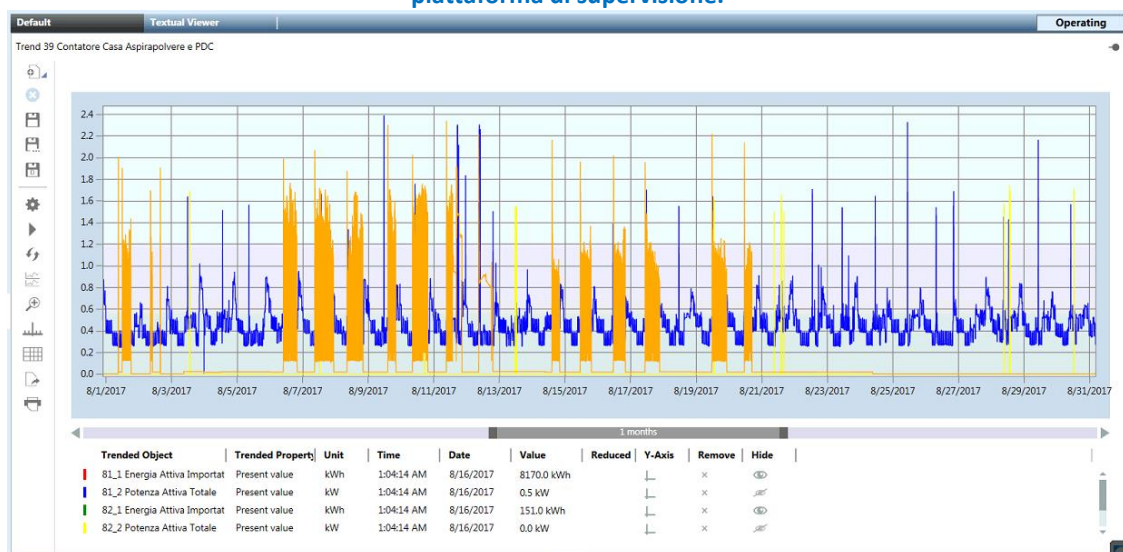 piattaforma di supervisione.
Default Textual Viewer Operating
Trend 39 Contatore Casa Aspirapolvere e PDC
2.4
2.2
2.0
1.8
1.6
1.4
1.2
1.0
0.8
0.6
0.4
0.2
0.0
8/1/2017 8/3/2017 8/5/2017 8/7/2017 8/9/2017 8/11/2017 8/13/2017 8/15/2017 8/17/2017 8/19/2017 8/21/2017 8/23/2017 8/25/2017 8/27/2017 8/29/2017 8/31/2017
1 months
Trended Object Trended Property Unit Time Date Value Reduced Y-Axis Remove Hide
81_1 Energia Attiva Importat Present value kWh 1:04:14 AM 8/16/2017 8170.0 kWh
81_2 Potenza Attiva Totale Present value kW 1:04:14 AM 8/16/2017 0.5 kW
82_1 Energia Attiva Importat Present value kWh 1:04:14 AM 8/16/2017 151.0 kWh
82_2 Potenza Attiva Totale Present value kW 1:04:14 AM 8/16/2017 0.0 kW